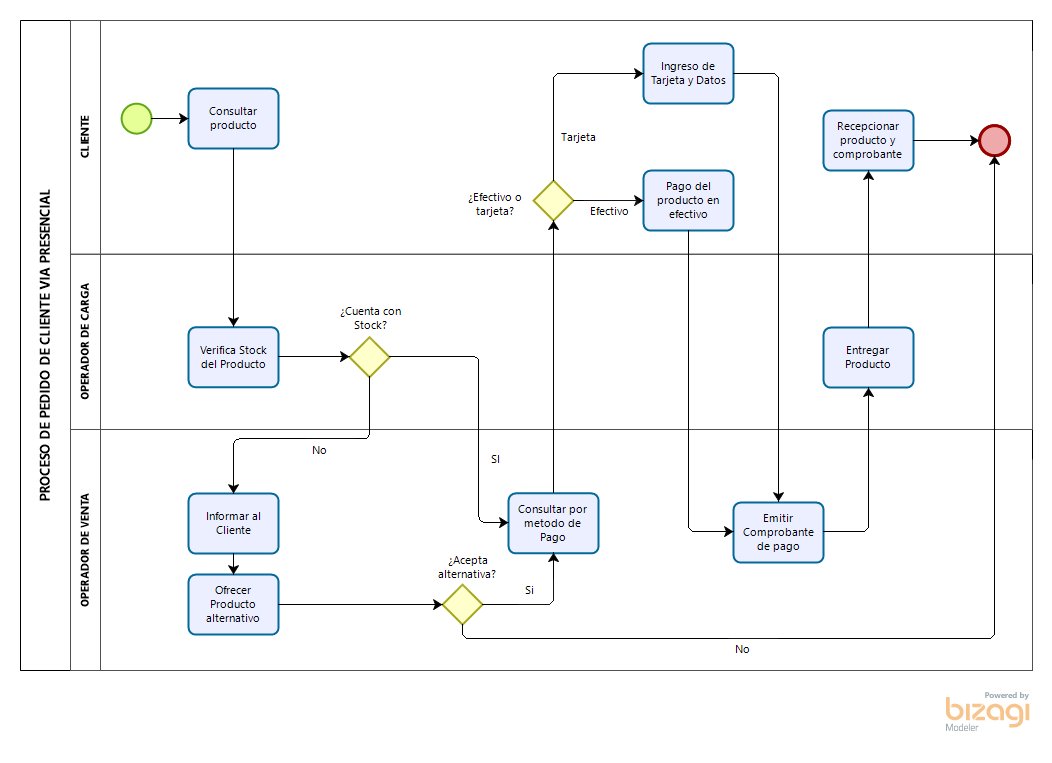 PROCESO DE PEDIDO DE CLIENTE VIA PRESENCIAL
CLIENTE
Consultar
producto
Ingreso de
Tarjeta y Datos
Tarjeta
¿Efectivo o
tarjeta?
Efectivo
Pago del
producto en
efectivo
Recepcionar
producto y
comprobante
OPERADOR DE CARGA
Verifica Stock
del Producto
¿Cuenta con
Stock?
Entregar
Producto
OPERADOR DE VENTA
No
SI
Informar al
Cliente
Ofrecer
Producto
alternativo
¿Acepta
alternativa?
Si
Consultar por
metodo de
Pago
Emitir
Comprobante
de pago
No
Powered by
bizagi
Modeler